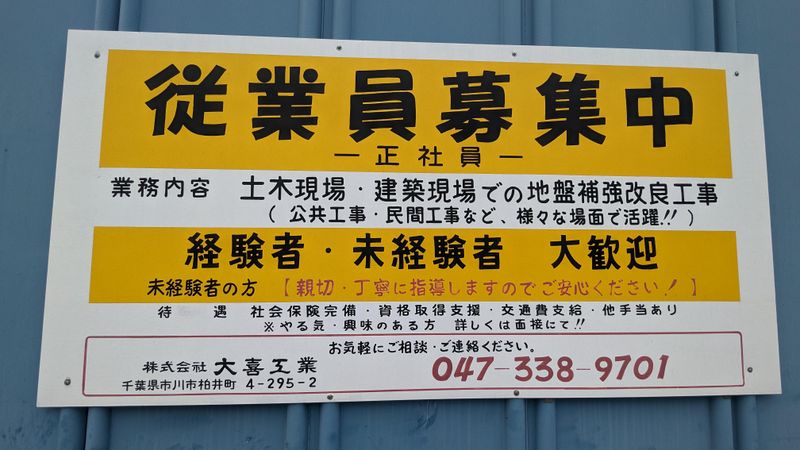 従業員募集中
―正社員―
業務内容 土木現場・建築現場での地盤補強改良工事
(公共工事・民間工事など、様々な場面で活躍!!)
経験者・未経験者 大歓迎
未経験者の方【親切・丁寧に指導しますのでご安心ください!】
待遇 社会保険完備・資格取得支援・交通費支給・他手当あり
※やる気・興味のある方 詳しくは面接にて!!
お気軽にご相談・ご連絡ください。
株式会社 大喜工業 047-338-9701
千葉県市川市柏井町 4-295-2